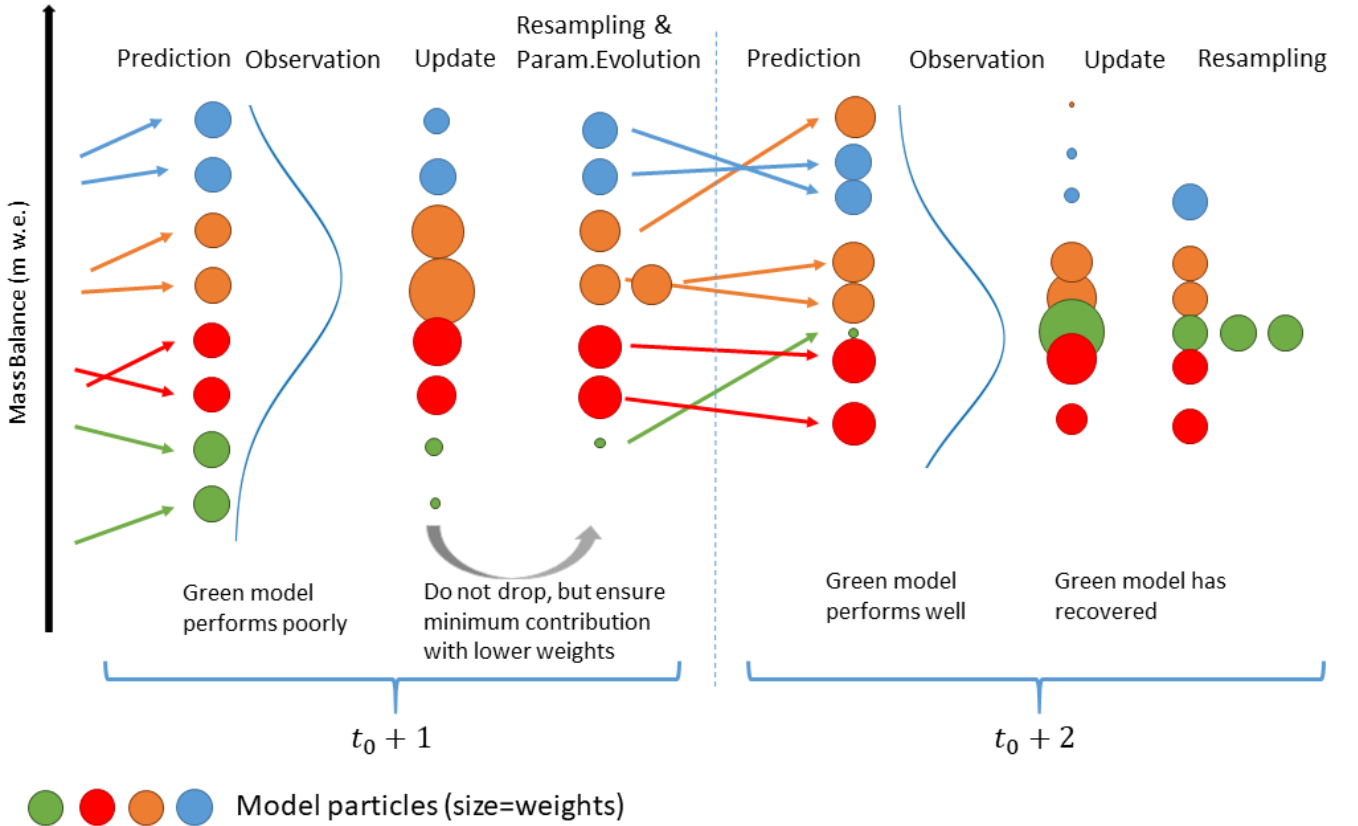 Resampling &
Prediction Observation Update Param.Evolution Prediction Observation Update Resampling
Mass Balance (m w.e.)
Green model
performs poorly
Do not drop, but ensure
minimum contribution
with lower weights
Green model
performs well
Green model has
recovered
t₀ + 1
t₀ + 2
Model particles (size=weights)